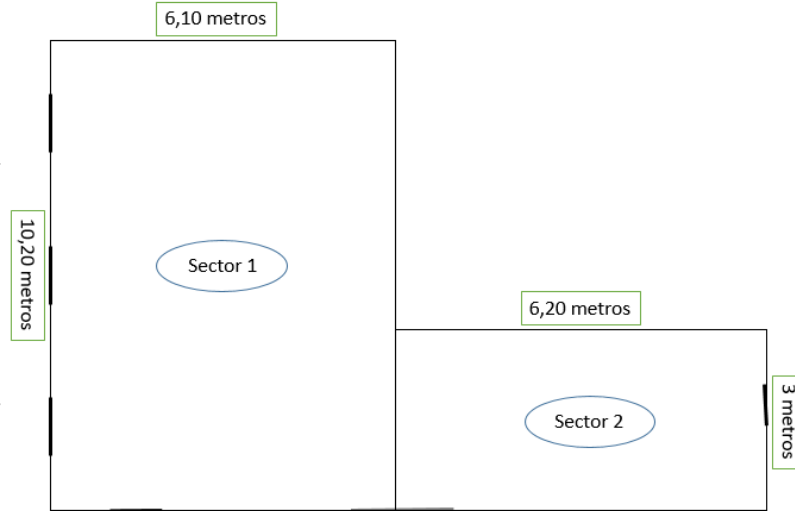 6,10 metros
10,20 metros
Sector 1
6,20 metros
Sector 2
3 metros